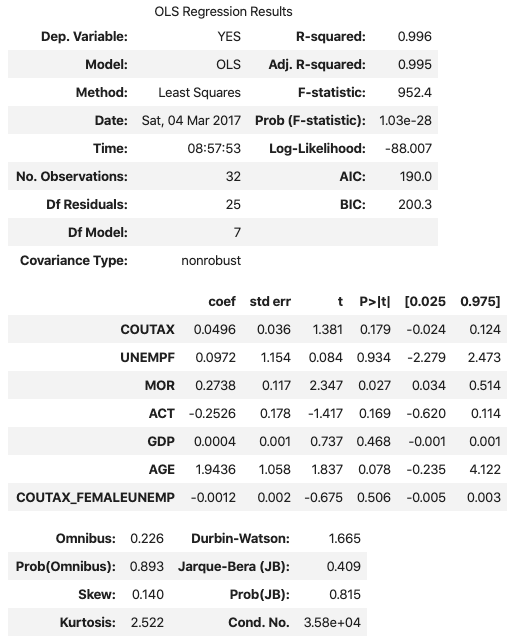 OLS Regression Results
Dep. Variable: YES R-squared: 0.996
Model: OLS Adj. R-squared: 0.995
Method: Least Squares F-statistic: 952.4
Date: Sat, 04 Mar 2017 Prob (F-statistic): 1.03e-28
Time: 08:57:53 Log-Likelihood: -88.007
No. Observations: 32 AIC: 190.0
Df Residuals: 25 BIC: 200.3
Df Model: 7
Covariance Type: nonrobust
coef std err t P>|t| [0.025 0.975]
COUTAX 0.0496 0.036 1.381 0.179 -0.024 0.124
UNEMPF 0.0972 1.154 0.084 0.934 -2.279 2.473
MOR 0.2738 0.117 2.347 0.027 0.034 0.514
ACT -0.2526 0.178 -1.417 0.169 -0.620 0.114
GDP 0.0004 0.001 0.737 0.468 -0.001 0.001
AGE 1.9436 1.058 1.837 0.078 -0.235 4.122
COUTAX_FEMALEUNEMP -0.0012 0.002 -0.675 0.506 -0.005 0.003
Omnibus: 0.226 Durbin-Watson: 1.665
Prob(Omnibus): 0.893 Jarque-Bera (JB): 0.409
Skew: 0.140 Prob(JB): 0.815
Kurtosis: 2.522 Cond. No. 3.58e+04